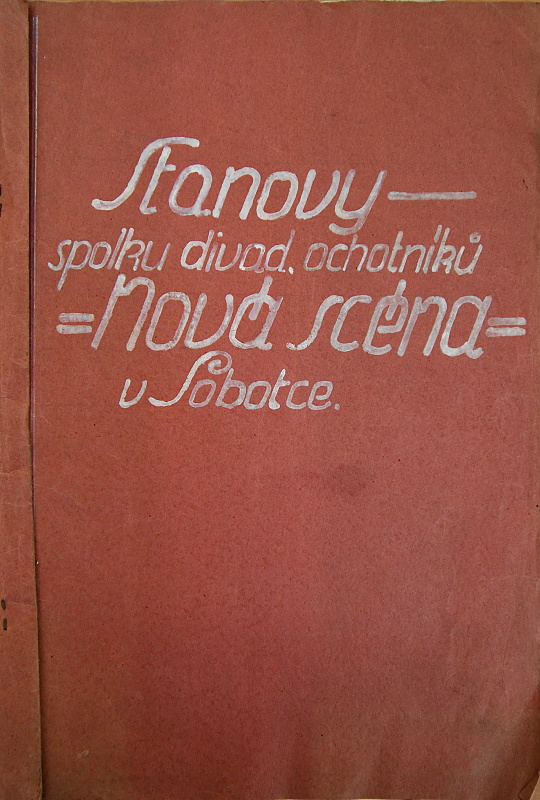 Stanovy —
spolku divad. ochotníků
= Nová scéna =
v Sobotce.